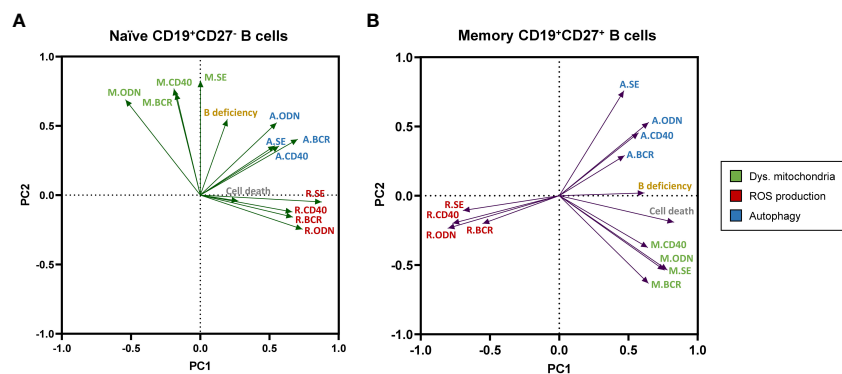 A
Naïve CD19⁺CD27⁻ B cells
1.0
0.5
0.0
-0.5
-1.0
PC2
M.ODN
M.CD40
M.BCR
M.SE
B deficiency
A.ODN
A.SE
A.BCR
A.CD40
Cell death
R.SE
R.CD40
R.BCR
R.ODN
-1.0 -0.5 0.0 0.5 1.0
PC1
B
Memory CD19⁺CD27⁺ B cells
1.0
0.5
0.0
-0.5
-1.0
PC2
A.SE
A.ODN
A.CD40
A.BCR
B deficiency
Cell death
R.SE
R.CD40
R.ODN
R.BCR
M.CD40
M.ODN
M.SE
M.BCR
-1.0 -0.5 0.0 0.5 1.0
PC1
Dys. mitochondria
ROS production
Autophagy